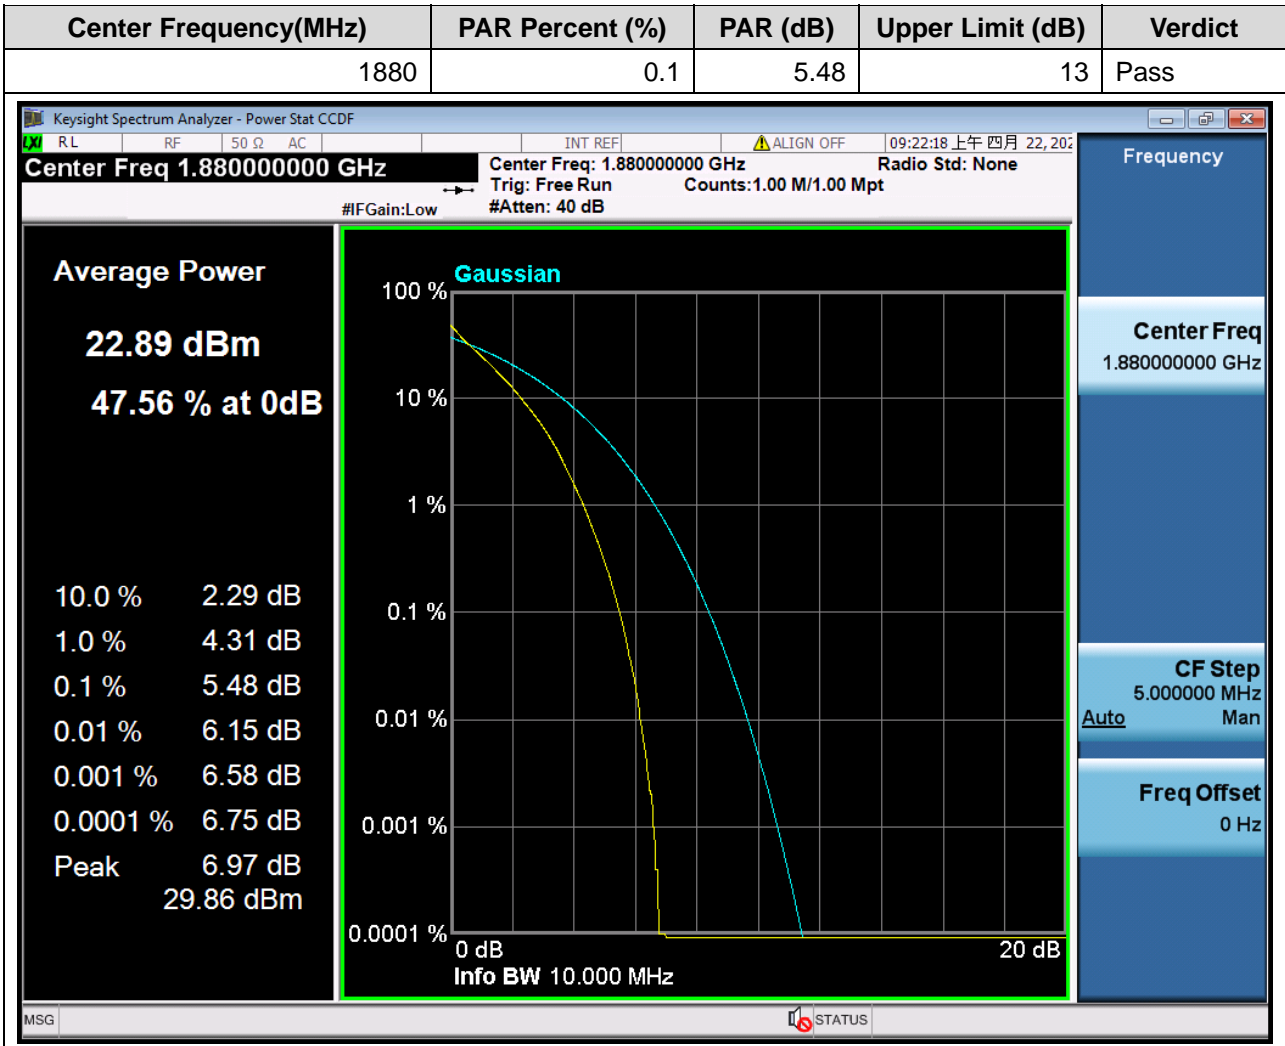 Center Frequency(MHz) PAR Percent (%) PAR (dB) Upper Limit (dB) Verdict
1880 0.1 5.48 13 Pass
Keysight Spectrum Analyzer - Power Stat CCDF
LXI RL RF 50 Ω AC INT REF ALIGN OFF 09:22:18 上午 四月 22, 202
Center Freq 1.880000000 GHz
Center Freq: 1.880000000 GHz Radio Std: None
Trig: Free Run Counts:1.00 M/1.00 Mpt
#IFGain:Low #Atten: 40 dB
Average Power
22.89 dBm
47.56 % at 0dB
10.0 % 2.29 dB
1.0 % 4.31 dB
0.1 % 5.48 dB
0.01 % 6.15 dB
0.001 % 6.58 dB
0.0001 % 6.75 dB
Peak 6.97 dB
29.86 dBm
Gaussian
100 %
10 %
1 %
0.1 %
0.01 %
0.001 %
0.0001 %
0 dB 20 dB
Info BW 10.000 MHz
Frequency
Center Freq
1.880000000 GHz
CF Step
5.000000 MHz
Auto Man
Freq Offset
0 Hz
MSG STATUS